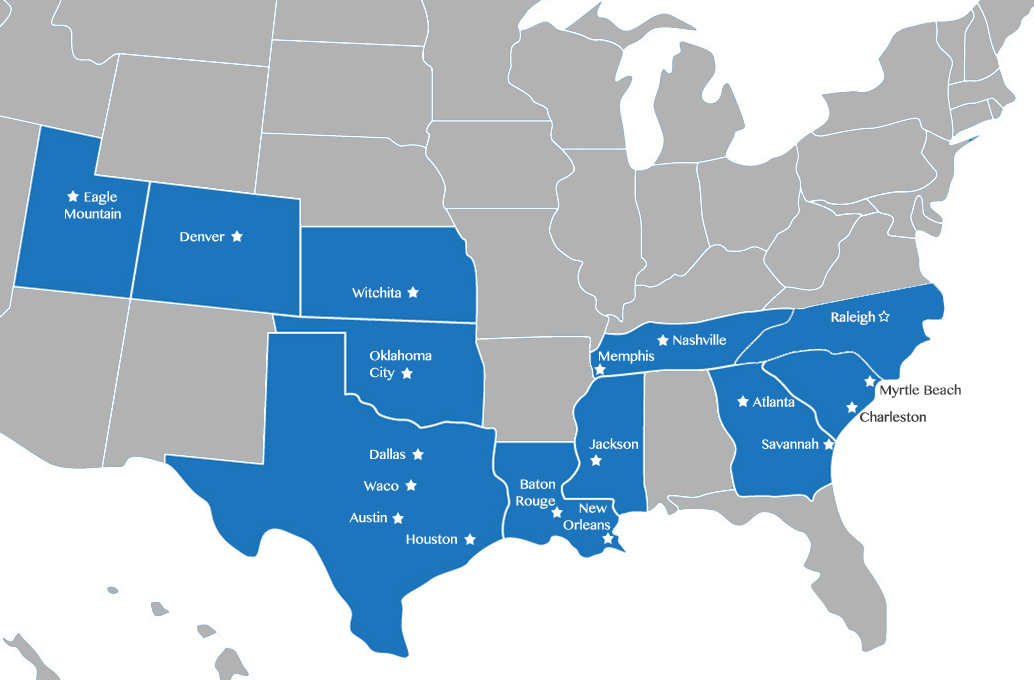 Eagle
Mountain
Denver
Witchita
Raleigh
Nashville
Memphis
Oklahoma
City
Myrtle Beach
Atlanta
Charleston
Savannah
Jackson
Dallas
Waco
Baton
Rouge
New
Orleans
Austin
Houston